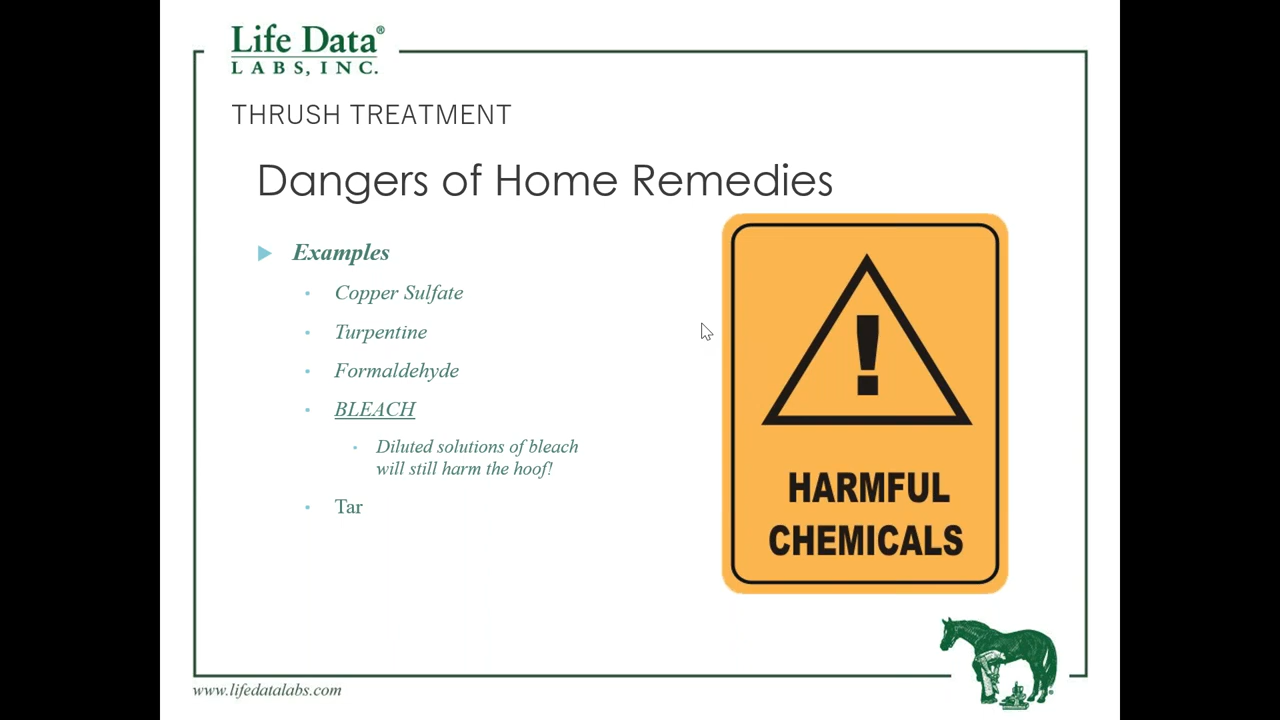 Life Data®
LABS, INC.
THRUSH TREATMENT
Dangers of Home Remedies
Examples
Copper Sulfate
Turpentine
Formaldehyde
BLEACH
Diluted solutions of bleach
will still harm the hoof!
Tar
!
HARMFUL
CHEMICALS
www.lifedatalabs.com